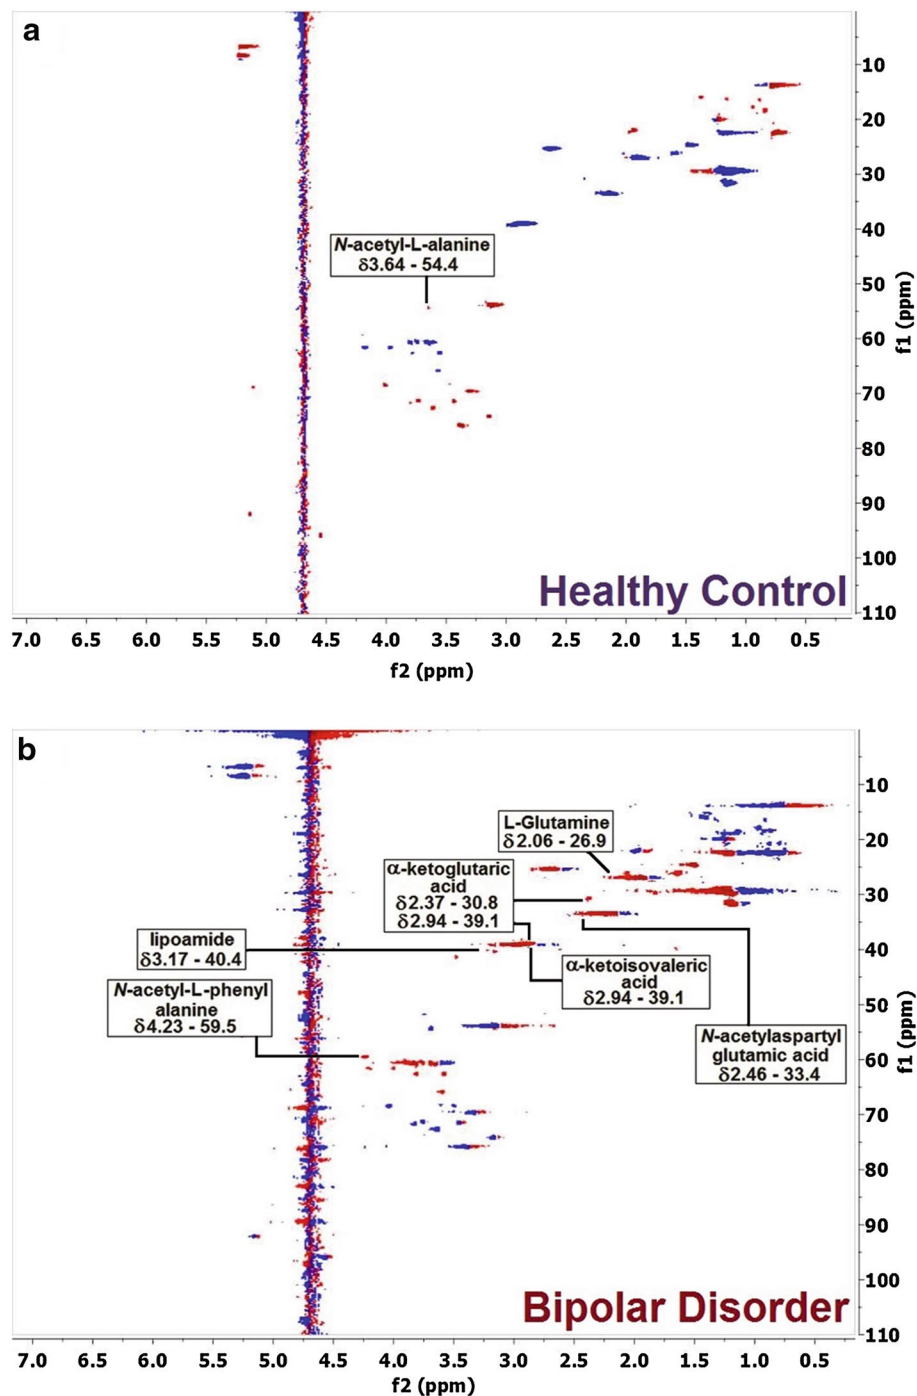 a
10
20
30
40
50
60
70
80
90
100
110
f1 (ppm)
N-acetyl-L-alanine
δ3.64 - 54.4
Healthy Control
7.0 6.5 6.0 5.5 5.0 4.5 4.0 3.5 3.0 2.5 2.0 1.5 1.0 0.5
f2 (ppm)
b
10
20
30
40
50
60
70
80
90
100
110
f1 (ppm)
L-Glutamine
δ2.06 - 26.9
α-ketoglutaric
acid
δ2.37 - 30.8
δ2.94 - 39.1
lipoamide
δ3.17 - 40.4
α-ketoisovaleric
acid
δ2.94 - 39.1
N-acetyl-L-phenyl
alanine
δ4.23 - 59.5
N-acetylaspartyl
glutamic acid
δ2.46 - 33.4
Bipolar Disorder
7.0 6.5 6.0 5.5 5.0 4.5 4.0 3.5 3.0 2.5 2.0 1.5 1.0 0.5
f2 (ppm)